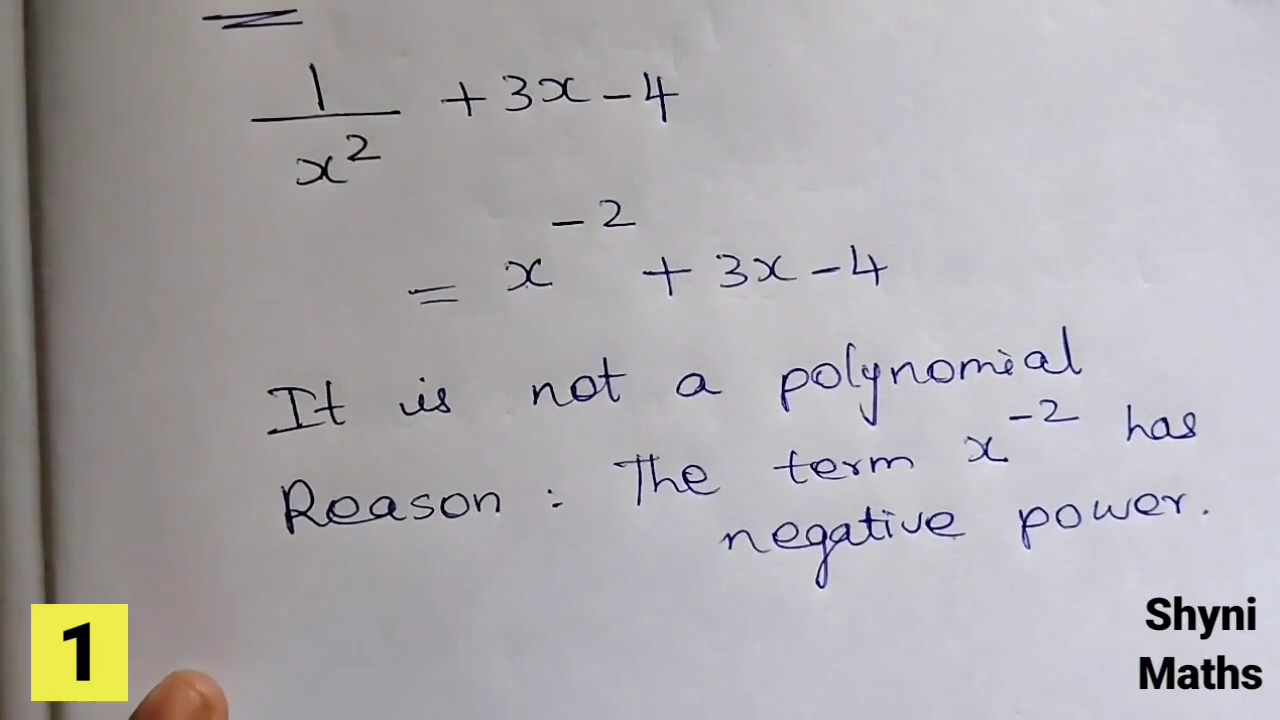 1/x² + 3x - 4
= x⁻² + 3x - 4
It is not a polynomial
Reason : The term x⁻² has
negative power.
1
Shyni
Maths